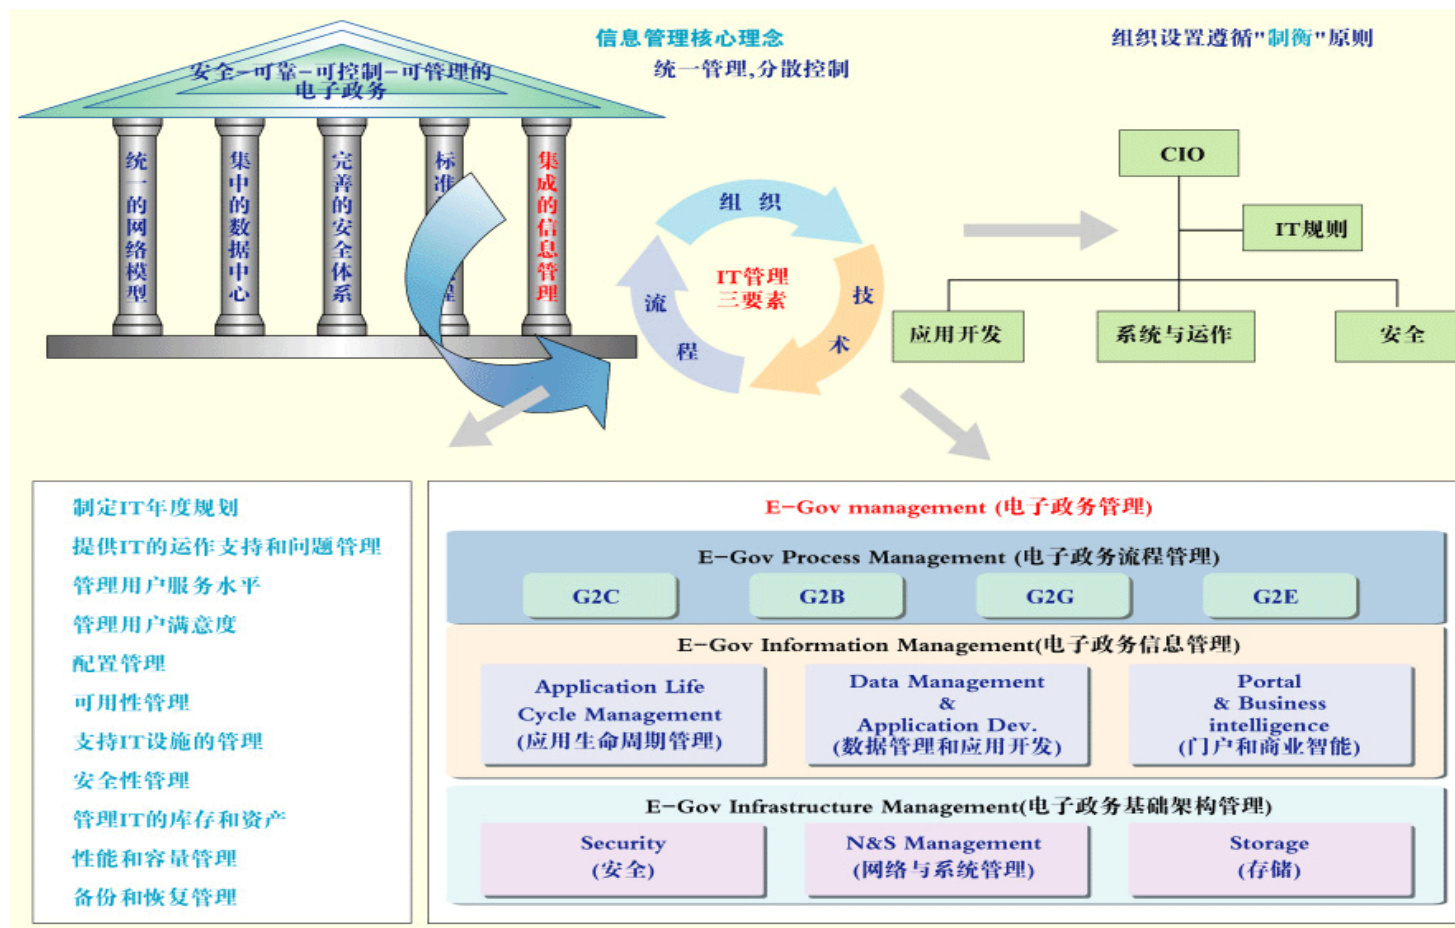 信息管理核心理念
统一管理,分散控制
组织设置遵循"制衡"原则
安全-可靠-可控制-可管理的
电子政务
统一的网络模型
集中的数据中心
完善的安全体系
标准
程
集成的信息管理
组 织
技术
流程
IT管理
三要素
CIO
IT规则
应用开发
系统与运作
安全
制定IT年度规划
提供IT的运作支持和问题管理
管理用户服务水平
管理用户满意度
配置管理
可用性管理
支持IT设施的管理
安全性管理
管理IT的库存和资产
性能和容量管理
备份和恢复管理
E-Gov management (电子政务管理)
E-Gov Process Management (电子政务流程管理)
G2C
G2B
G2G
G2E
E-Gov Information Management(电子政务信息管理)
Application Life
Cycle Management
(应用生命周期管理)
Data Management
&
Application Dev.
(数据管理和应用开发)
Portal
& Business
intelligence
(门户和商业智能)
E-Gov Infrastructure Management(电子政务基础架构管理)
Security
(安全)
N&S Management
(网络与系统管理)
Storage
(存储)